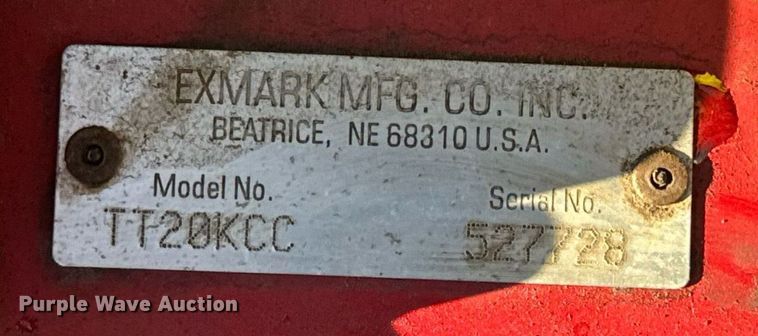 EXMARK MFG. CO. INC.
BEATRICE, NE 68310 U.S.A.
Model No. Serial No.
TT20KCC 527728
Purple Wave Auction